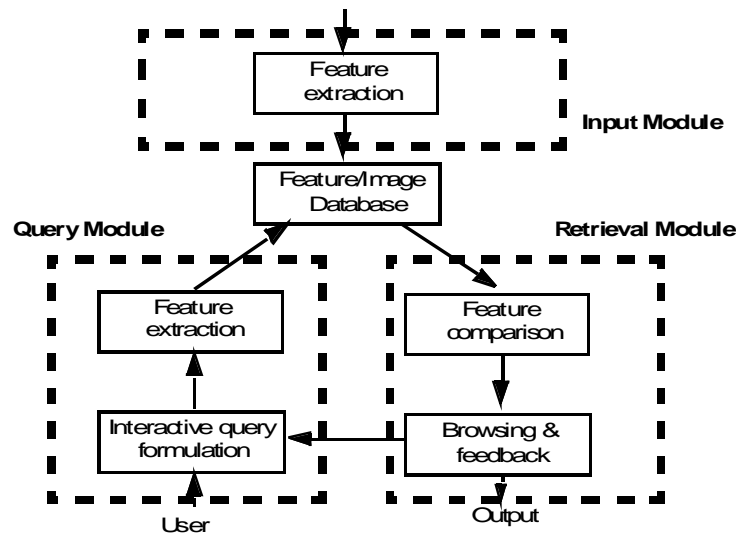 Feature
extraction
Input Module
Feature/Image
Database
Query Module
Retrieval Module
Feature
extraction
Feature
comparison
Interactive query
formulation
Browsing &
feedback
User
Output